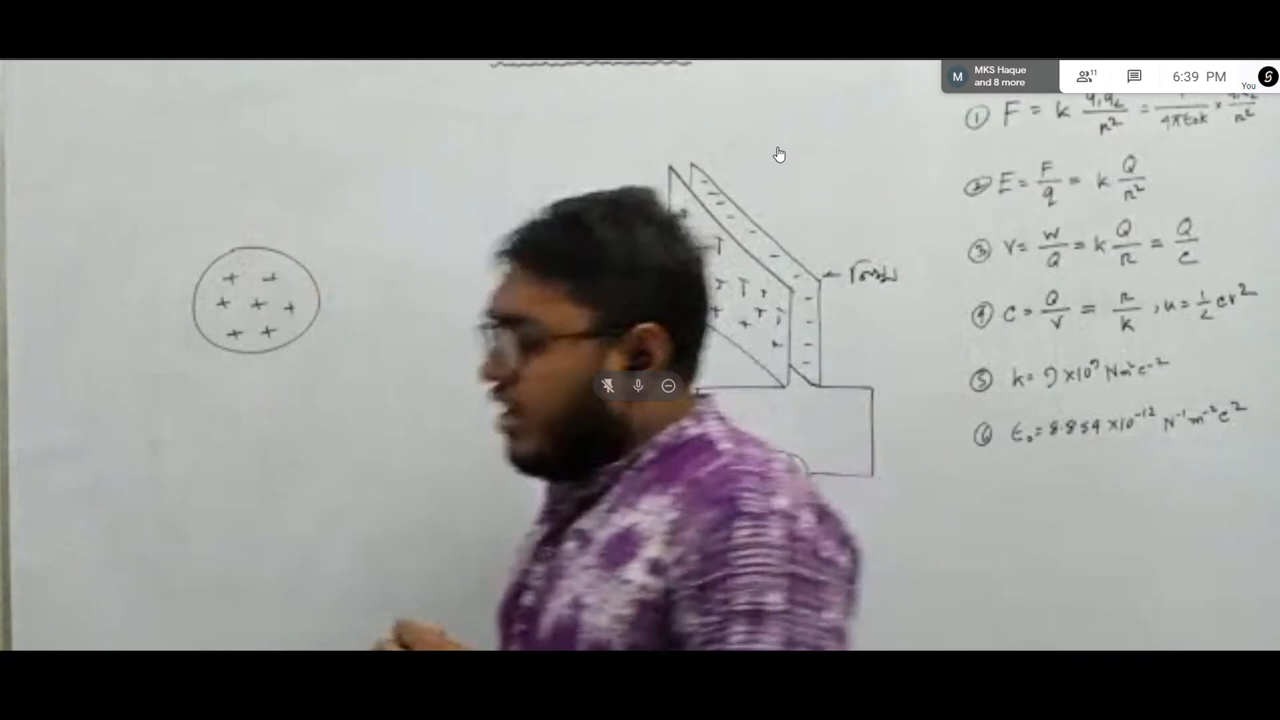 MKS Haque
and 8 more
11
6:39 PM
You
M
① F = k q₁q₂/r² = 1/4πε₀k × q₁q₂/r²
② E = F/q = k Q/r²
③ V = W/Q = k Q/r = Q/c
④ C = Q/V = r/k , u = ½ cv²
⑤ k = 9 × 10⁹ Nm²c⁻²
⑥ ε₀ = 8.854 × 10⁻¹² N⁻¹m⁻²c²